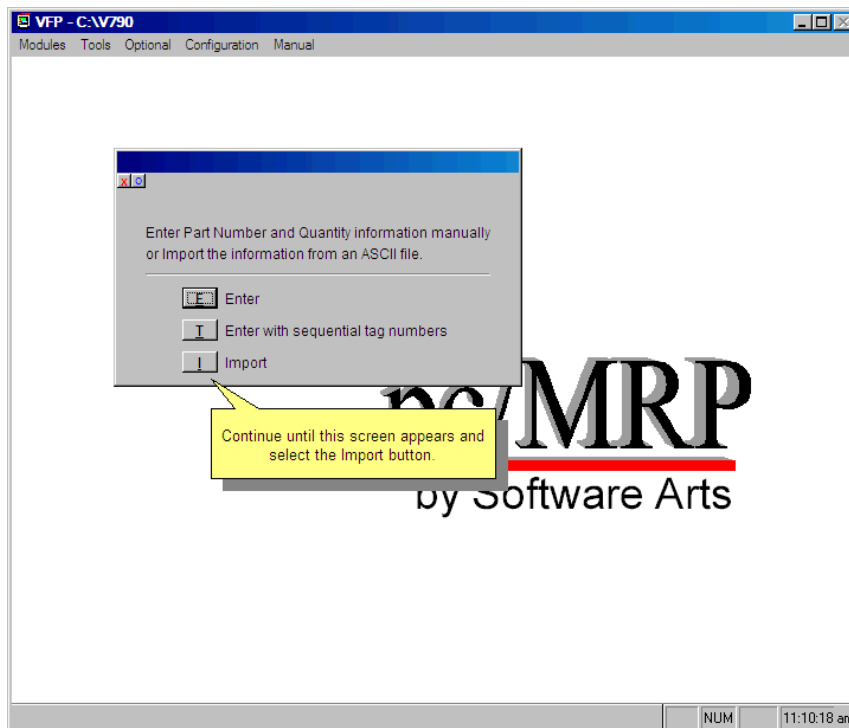 VFP - C:\V790
Modules Tools Optional Configuration Manual
Enter Part Number and Quantity information manually
or Import the information from an ASCII file.
E Enter
T Enter with sequential tag numbers
I Import
Continue until this screen appears and
select the Import button.
pc/MRP
by Software Arts
NUM 11:10:18 am